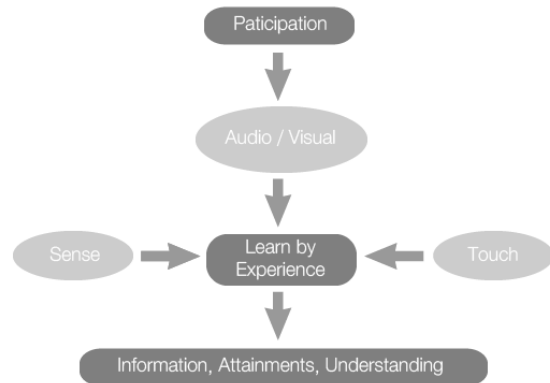 Paticipation
Audio / Visual
Sense
Learn by
Experience
Touch
Information, Attainments, Understanding